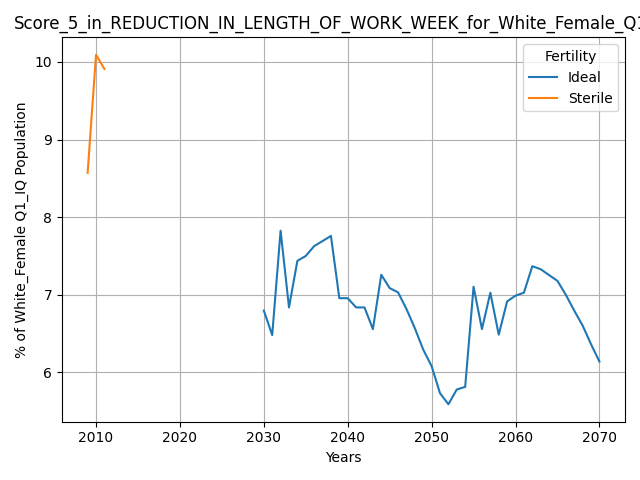 Score_5_in_REDUCTION_IN_LENGTH_OF_WORK_WEEK_for_White_Female_Q1
Fertility
Ideal
Sterile
% of White_Female Q1_IQ Population
10
9
8
7
6
2010 2020 2030 2040 2050 2060 2070
Years